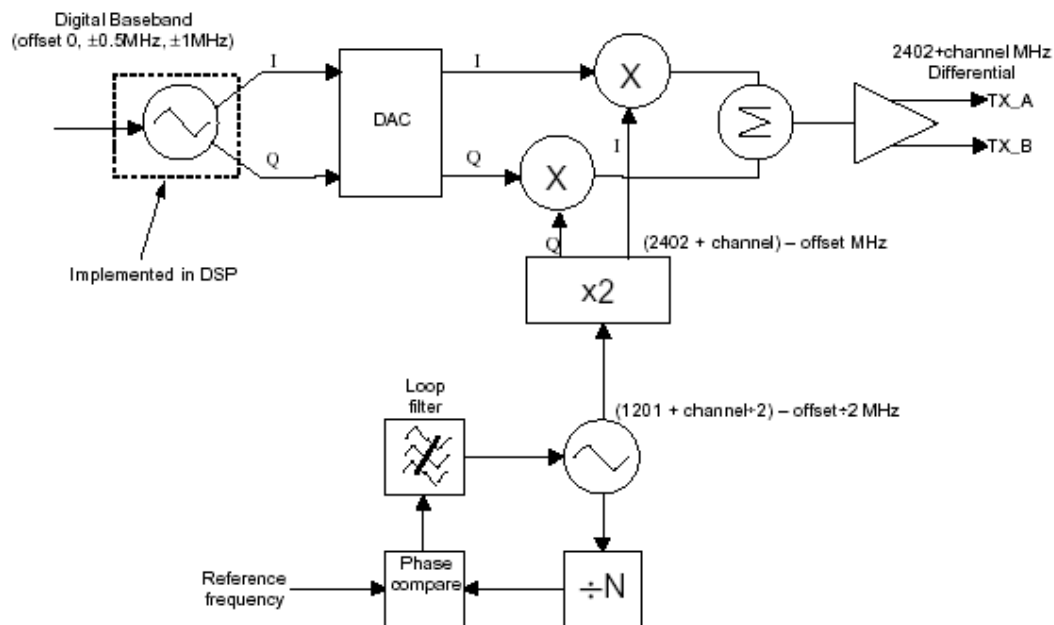 Digital Baseband
(offset 0, ±0.5MHz, ±1MHz)
I
I
Q
Q
DAC
X
X
I
Q
Σ
2402+channel MHz
Differential
TX_A
TX_B
Implemented in DSP
(2402 + channel) – offset MHz
x2
Loop
filter
(1201 + channel÷2) – offset÷2 MHz
Reference
frequency
Phase
compare
÷N